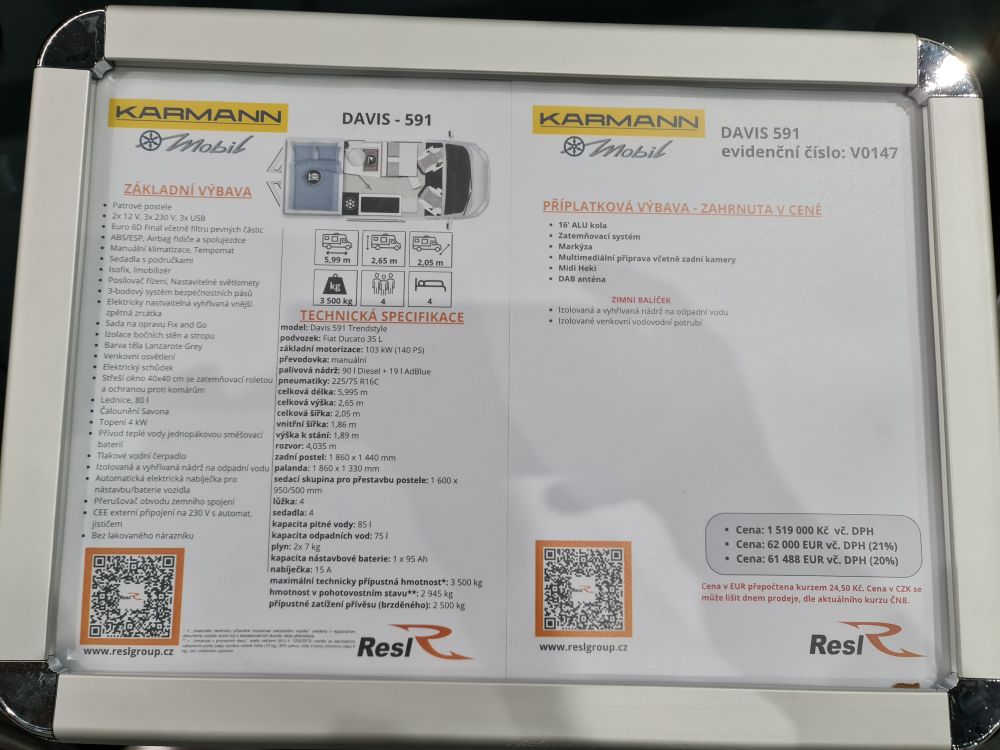 KARMANN
Mobil
DAVIS - 591
ZÁKLADNÍ VÝBAVA
• Patrové postele
• 2x 12 V, 3x 230 V, 3x USB
• Euro 6D Final včetně filtru pevných částic
• ABS/ESP, Airbag řidiče a spolujezdce
• Manuální klimatizace, Tempomat
• Sedadla s područkami
• Isofix, Imobilizér
• Posilovač řízení, Nastavitelné světlomety
• 3-bodový systém bezpečnostních pásů
• Elektricky nastvaitelná vyhřívaná vnější
zpětná zrcátka
• Sada na opravu Fix and Go
• Izolace bočních stěn a stropu
• Barva těla Lanzarote Grey
• Venkovní osvětlení
• Elektrický schůdek
• Střeší okno 40x40 cm se zatemňovací roletou
a ochranou proti komárům
• Lednice, 80 l
• Čalounění Savona
• Topení 4 kW
• Přívod teplé vody jednopákovou směšovací
baterií
• Tlakové vodní čerpadlo
• Izolovaná a vyhřívaná nádrž na odpadní vodu
• Automatická elektrická nabíječka pro
nástavbu/baterie vozidla
• Přerušovač obvodu zemního spojení
• CEE externí připojení na 230 V s automat.
jističem
• Bez lakovaného nárazníku
www.reslgroup.cz
5,99 m
2,65 m
2,05 m
kg
3 500 kg
4
4
TECHNICKÁ SPECIFIKACE
model: Davis 591 Trendstyle
podvozek: Fiat Ducato 35 L
základní motorizace: 103 kW (140 PS)
převodovka: manuální
palivová nádrž: 90 l Diesel + 19 l AdBlue
pneumatiky: 225/75 R16C
celková délka: 5,995 m
celková výška: 2,65 m
celková šířka: 2,05 m
vnitřní šířka: 1,86 m
výška k stání: 1,89 m
rozvor: 4,035 m
zadní postel: 1 860 x 1 440 mm
palanda: 1 860 x 1 330 mm
sedací skupina pro přestavbu postele: 1 600 x
950/500 mm
lůžka: 4
sedadla: 4
kapacita pitné vody: 85 l
kapacita odpadních vod: 75 l
plyn: 2x 7 kg
kapacita nástavbové baterie: 1 x 95 Ah
nabíječka: 15 A
maximální technicky přípustná hmotnost*: 3 500 kg
hmotnost v pohotovostním stavu**: 2 945 kg
přípustné zatížení přívěsu (brzděného): 2 500 kg
Resl
KARMANN
Mobil
DAVIS 591
evidenční číslo: V0147
PŘÍPLATKOVÁ VÝBAVA - ZAHRNUTA V CENĚ
• 16' ALU kola
• Zatemňovací systém
• Markýza
• Multimediální příprava včetně zadní kamery
• Midi Heki
• DAB anténa
ZIMNÍ BALÍČEK
• Izolovaná a vyhřívaná nádrž na odpadní vodu
• Izolované venkovní vodovodní potrubí
• Cena: 1 519 000 Kč vč. DPH
• Cena: 62 000 EUR vč. DPH (21%)
• Cena: 61 488 EUR vč. DPH (20%)
Cena v EUR přepočtena kurzem 24,50 Kč. Cena v CZK se
může lišit dnem prodeje, dle aktuálního kurzu ČNB.
www.reslgroup.cz
Resl